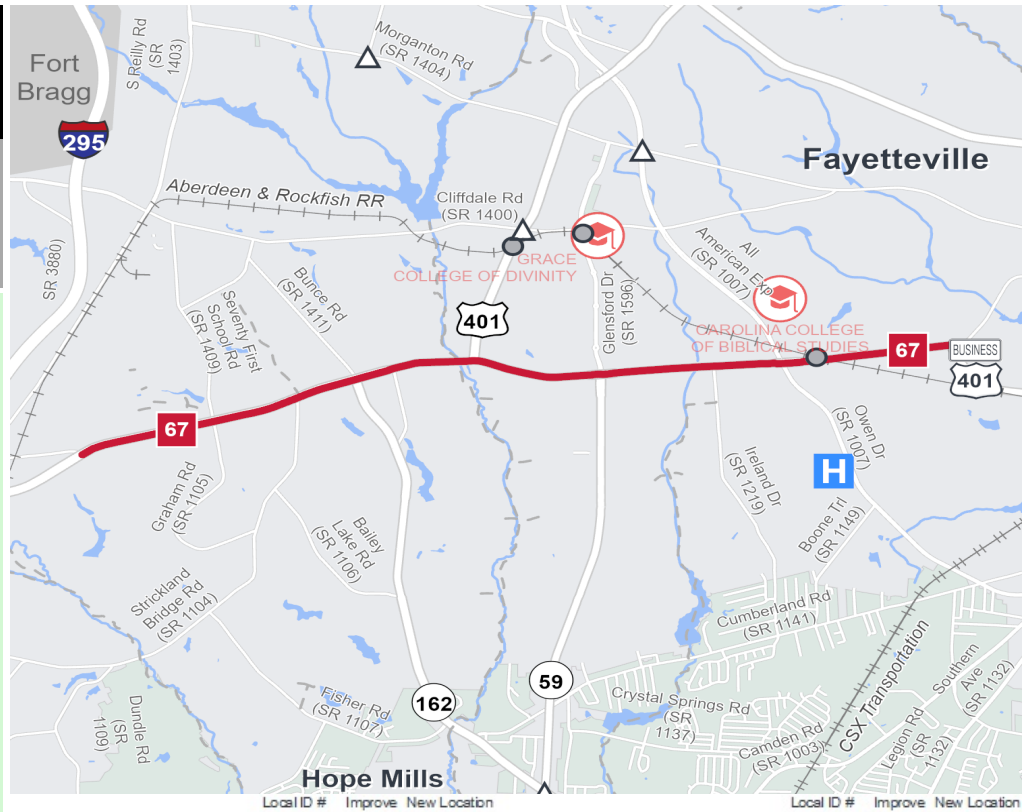 Fort
Bragg
295
S Reilly Rd
(SR
1403)
Morganton Rd
(SR 1404)
Fayetteville
Aberdeen & Rockfish RR
Cliffdale Rd
(SR 1400)
SR 3880)
GRACE
COLLEGE OF DIVINITY
All
American Exp
(SR 1007)
Bunce Rd
(SR 1411)
Seventy First
School Rd
(SR 1409)
401
Glensford Dr
(SR 1596)
CAROLINA COLLEGE
OF BIBLICAL STUDIES
67
BUSINESS
401
67
Owen Dr
(SR 1007)
H
Graham Rd
(SR 1105)
Ireland Dr
(SR 1219)
Boone Trl
(SR 1149)
Bailey
Lake Rd
(SR 1106)
Strickland
Bridge Rd
(SR 1104)
Cumberland Rd
(SR 1141)
CSX Transportation
Southern
Ave
(SR 1132)
59
162
Fisher Rd
(SR 1107)
Crystal Springs Rd
(SR
1137)
Dundle Rd
(SR
1109)
Camden Rd
(SR 1003)
Legion Rd
(SR
1132)
Hope Mills
Local ID # Improve New Location
Local ID # Improve New Location